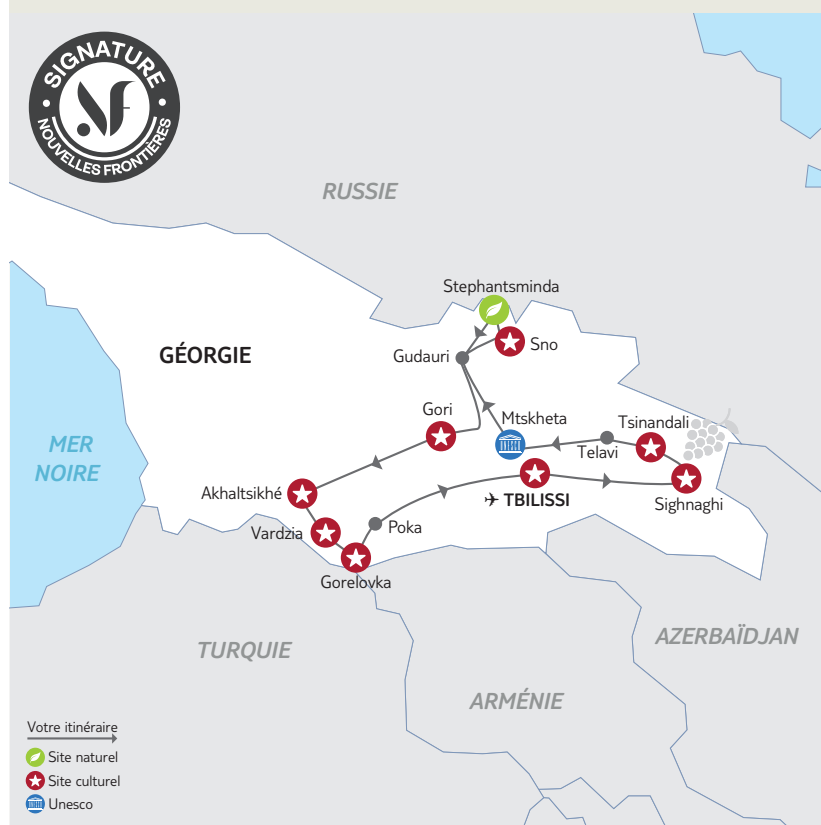 SIGNATURE
NF
NOUVELLES FRONTIÈRES
RUSSIE
Stephantsminda
Sno
GÉORGIE
Gudauri
Gori
Mtskheta
Tsinandali
MER
NOIRE
Telavi
Akhaltsikhé
TBILISSI
Sighnaghi
Vardzia
Poka
Gorelovka
TURQUIE
AZERBAÏDJAN
ARMÉNIE
Votre itinéraire
Site naturel
Site culturel
Unesco